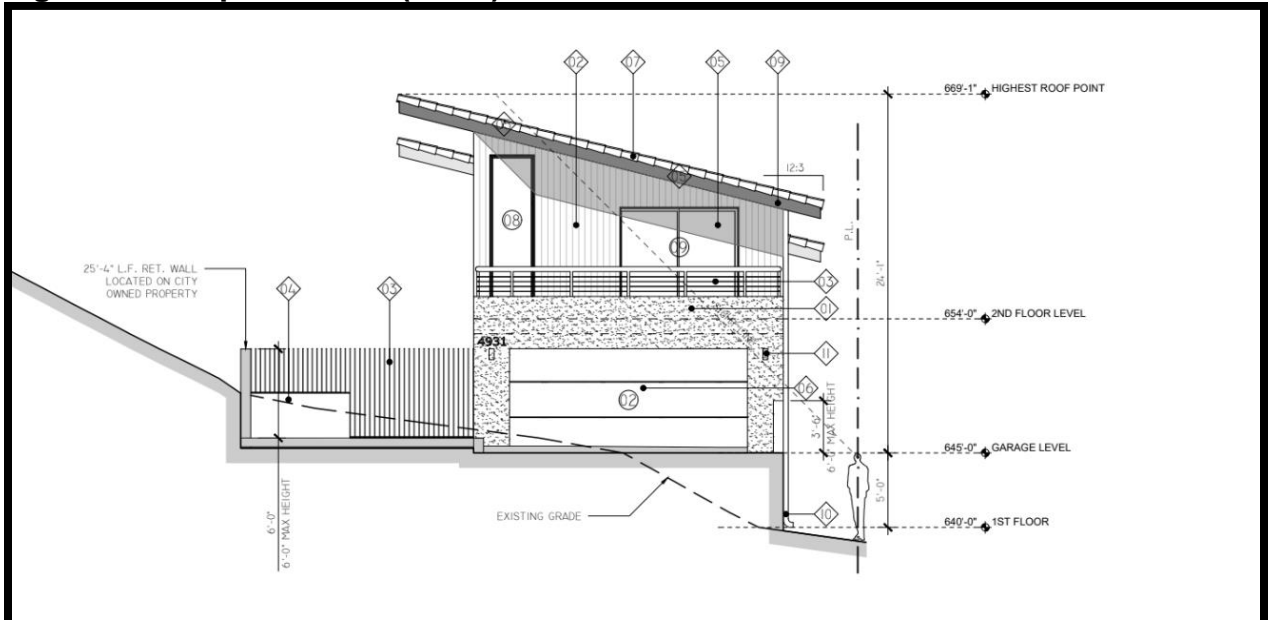 02
07
05
09
669'-1" HIGHEST ROOF POINT
12:3
08
09
P.L.
24'-1"
25'-4" L.F. RET. WALL
LOCATED ON CITY
OWNED PROPERTY
04
03
03
01
654'-0" 2ND FLOOR LEVEL
4931
11
02
06
3'-6"
6'-0" MAX HEIGHT
645'-0" GARAGE LEVEL
5'-0"
6'-0"
6'-0" MAX HEIGHT
EXISTING GRADE
10
640'-0" 1ST FLOOR